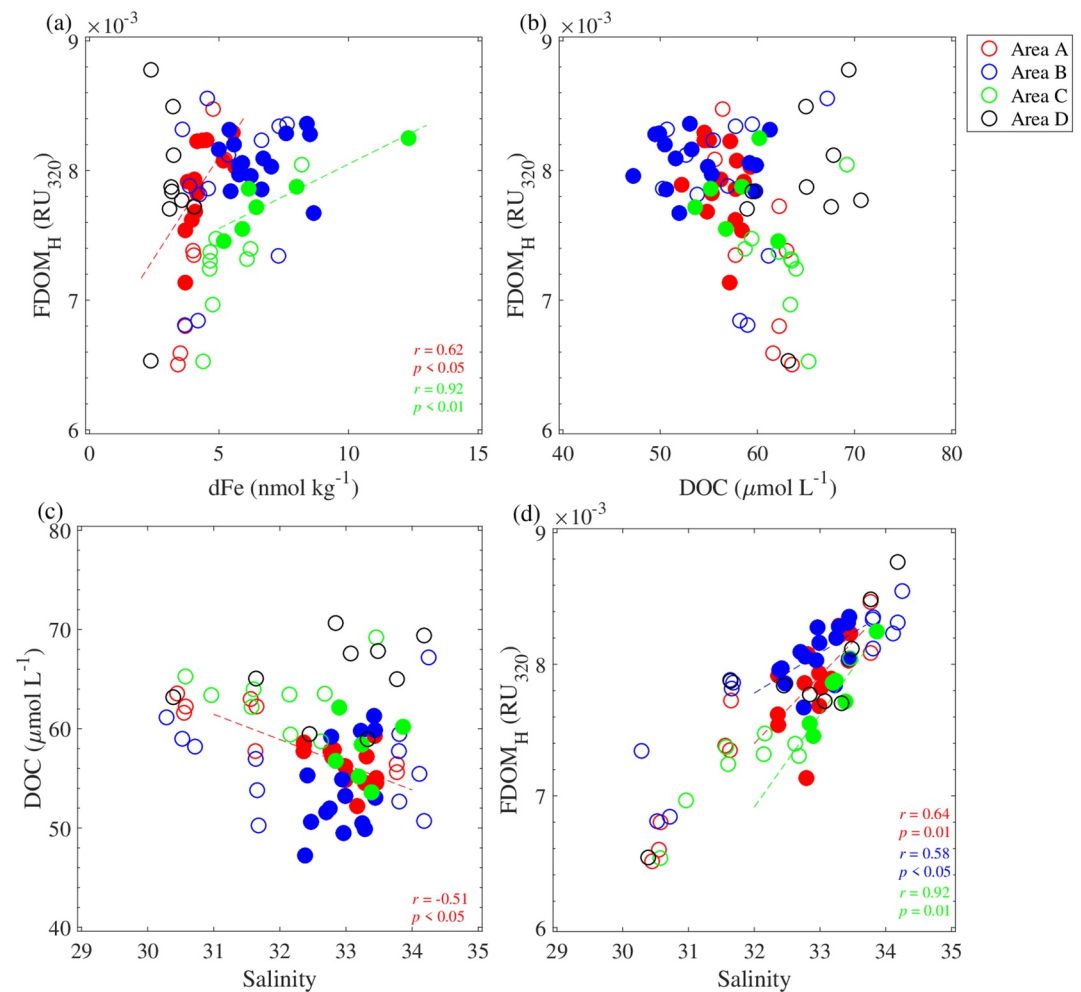 (a) ×10⁻³
9
8
7
6
FDOM_H (RU_320)
0 5 10 15
dFe (nmol kg⁻¹)
r = 0.62
p < 0.05
r = 0.92
p < 0.01
(b) ×10⁻³
9
8
7
6
FDOM_H (RU_320)
40 50 60 70 80
DOC (μmol L⁻¹)
Area A
Area B
Area C
Area D
(c)
80
70
60
50
40
DOC (μmol L⁻¹)
29 30 31 32 33 34 35
Salinity
r = -0.51
p < 0.05
(d) ×10⁻³
9
8
7
6
FDOM_H (RU_320)
29 30 31 32 33 34 35
Salinity
r = 0.64
p = 0.01
r = 0.58
p < 0.05
r = 0.92
p = 0.01